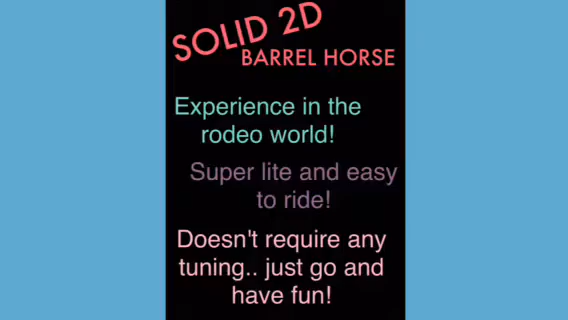 SOLID 2D
BARREL HORSE
Experience in the
rodeo world!
Super lite and easy
to ride!
Doesn't require any
tuning.. just go and
have fun!